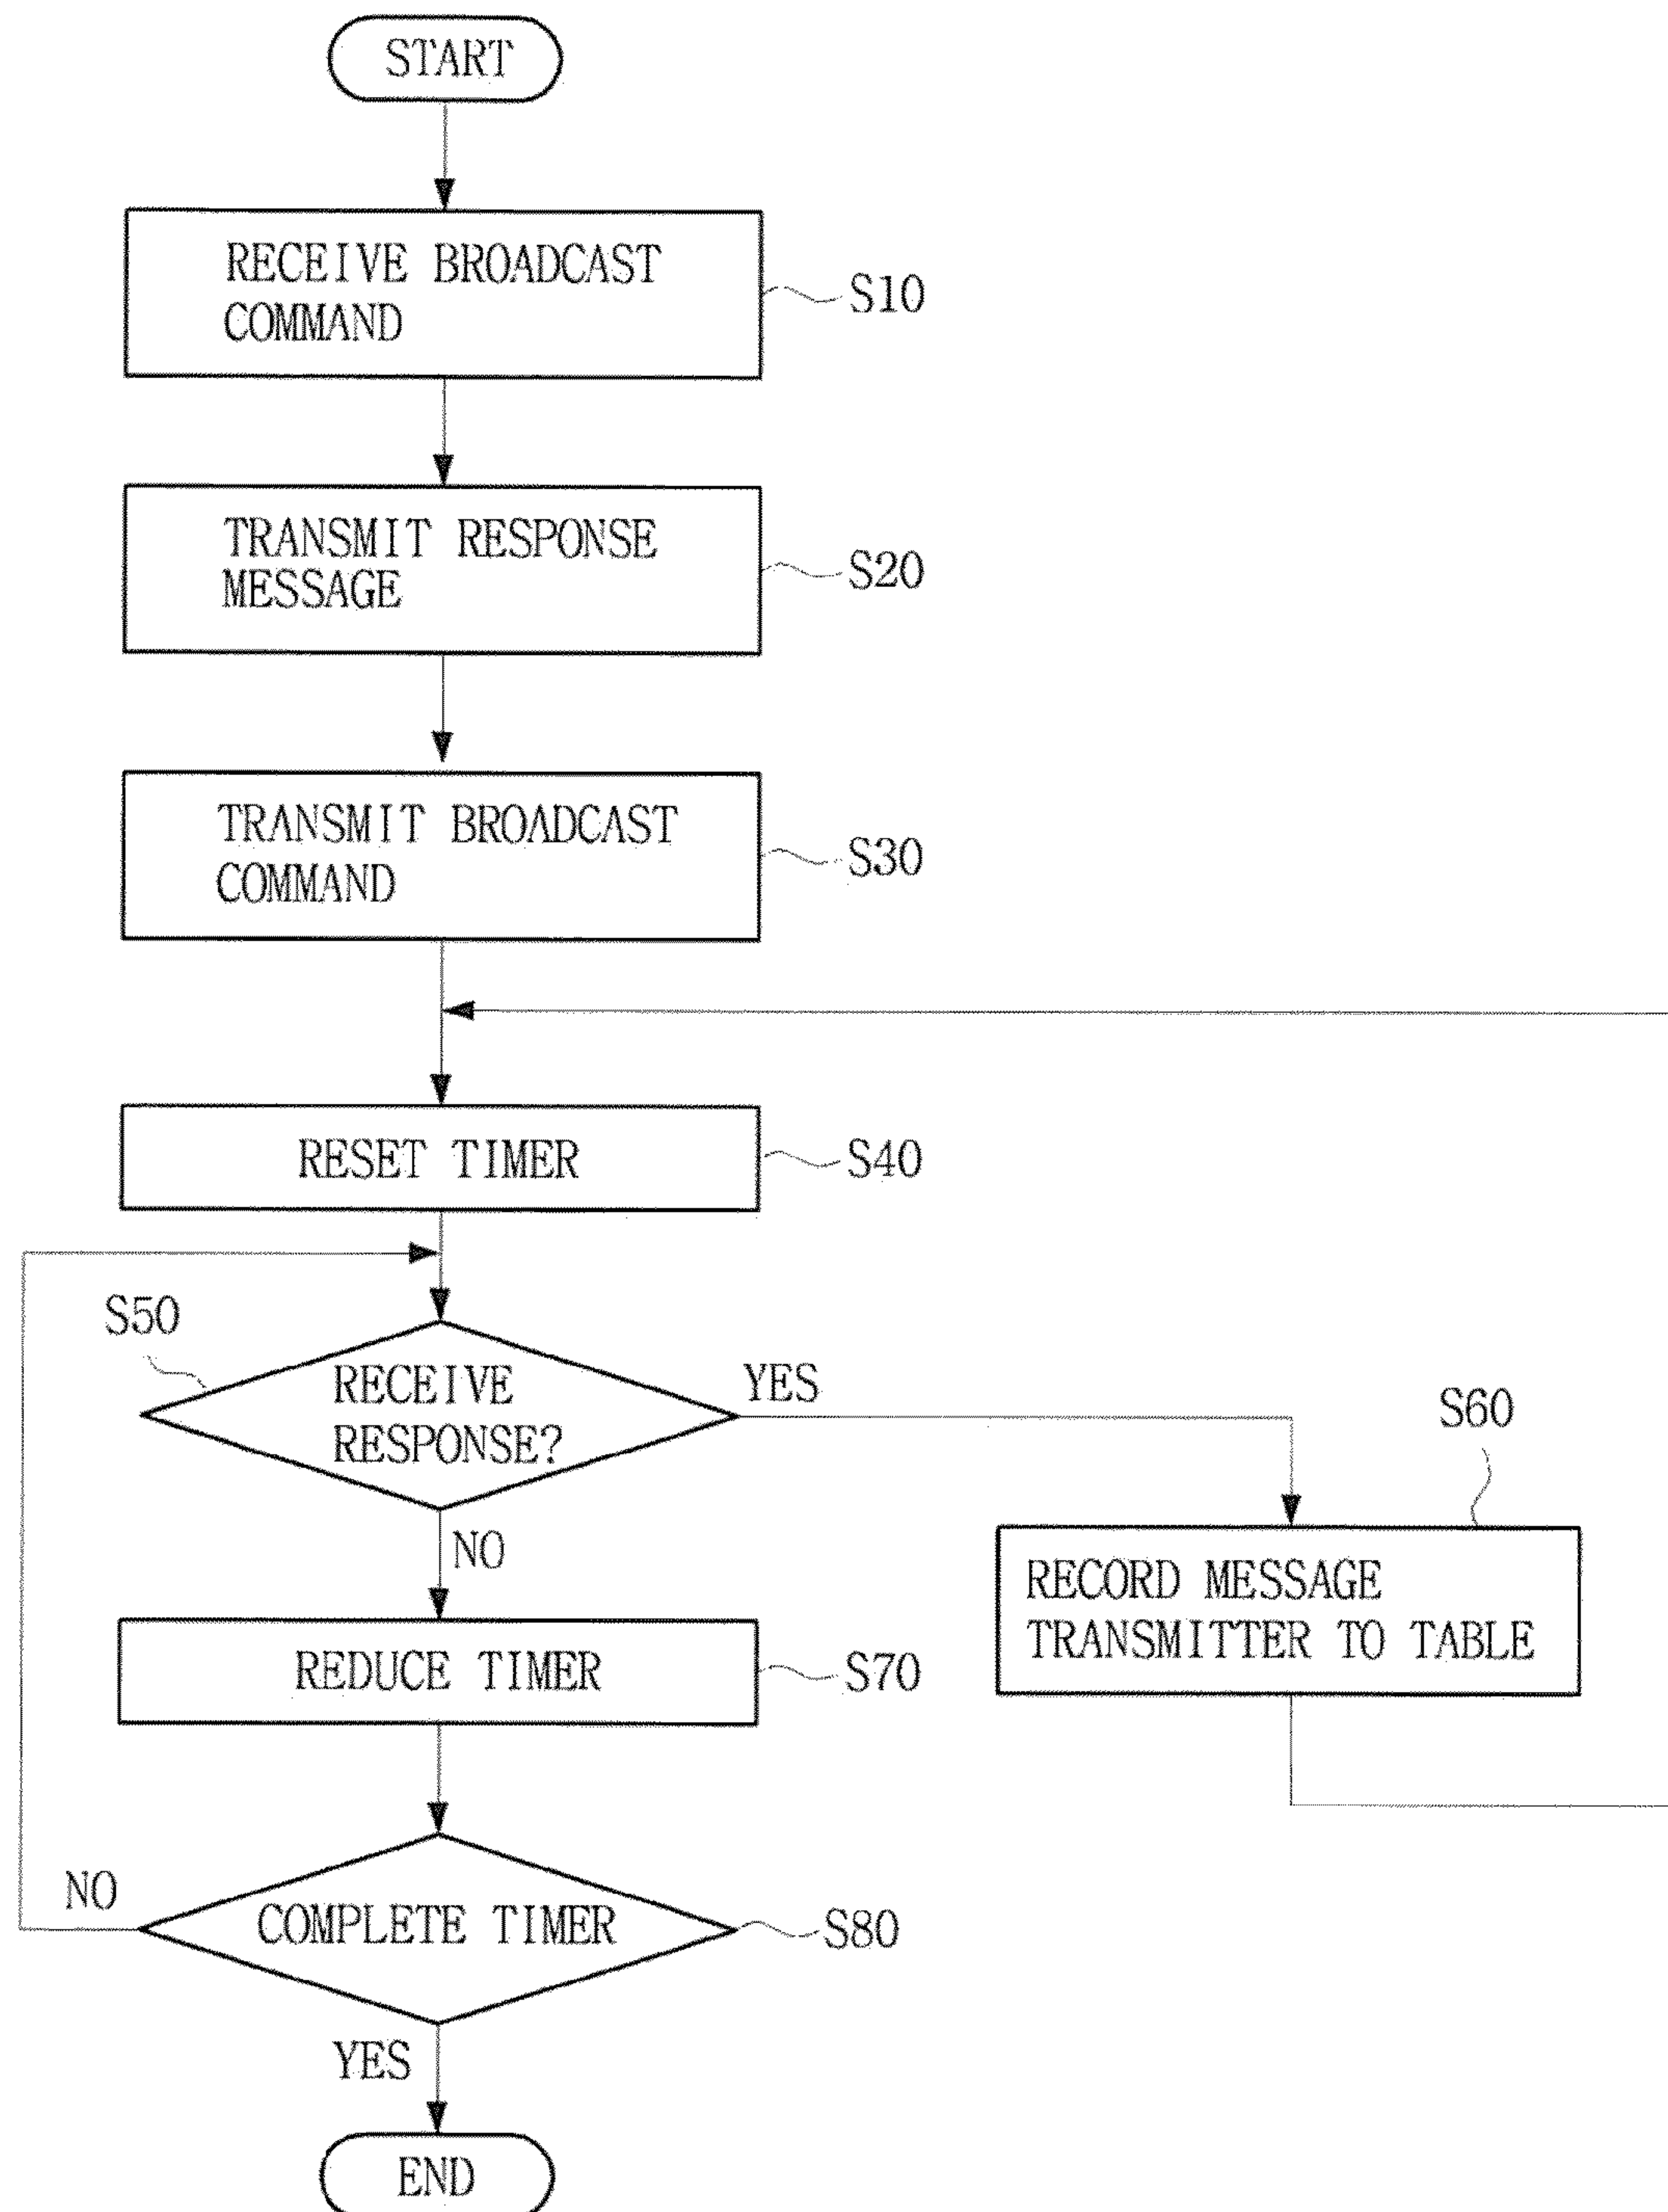 START
RECEIVE BROADCAST
COMMAND
S10
TRANSMIT RESPONSE
MESSAGE
S20
TRANSMIT BROADCAST
COMMAND
S30
RESET TIMER
S40
S50
RECEIVE
RESPONSE?
YES
S60
NO
RECORD MESSAGE
TRANSMITTER TO TABLE
REDUCE TIMER
S70
NO
COMPLETE TIMER
S80
YES
END